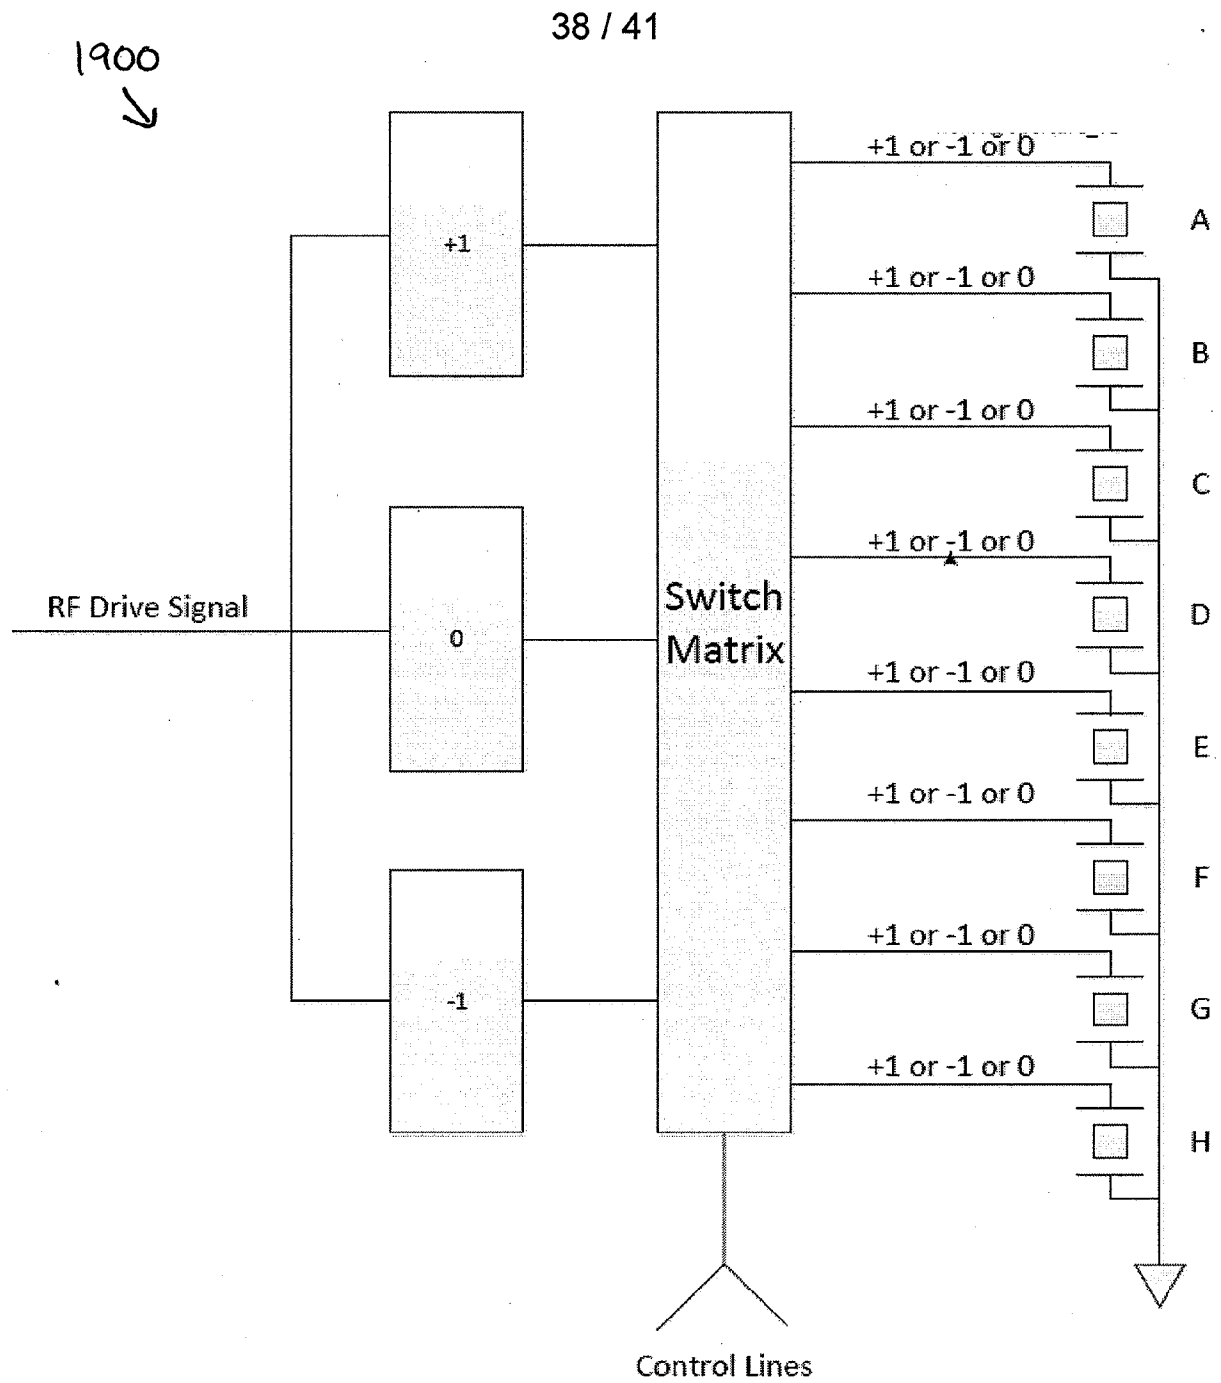 38 / 41
1900
+1 or -1 or 0
A
+1
+1 or -1 or 0
B
+1 or -1 or 0
C
+1 or -1 or 0
RF Drive Signal
0
Switch
Matrix
D
+1 or -1 or 0
E
+1 or -1 or 0
F
+1 or -1 or 0
-1
G
+1 or -1 or 0
H
Control Lines